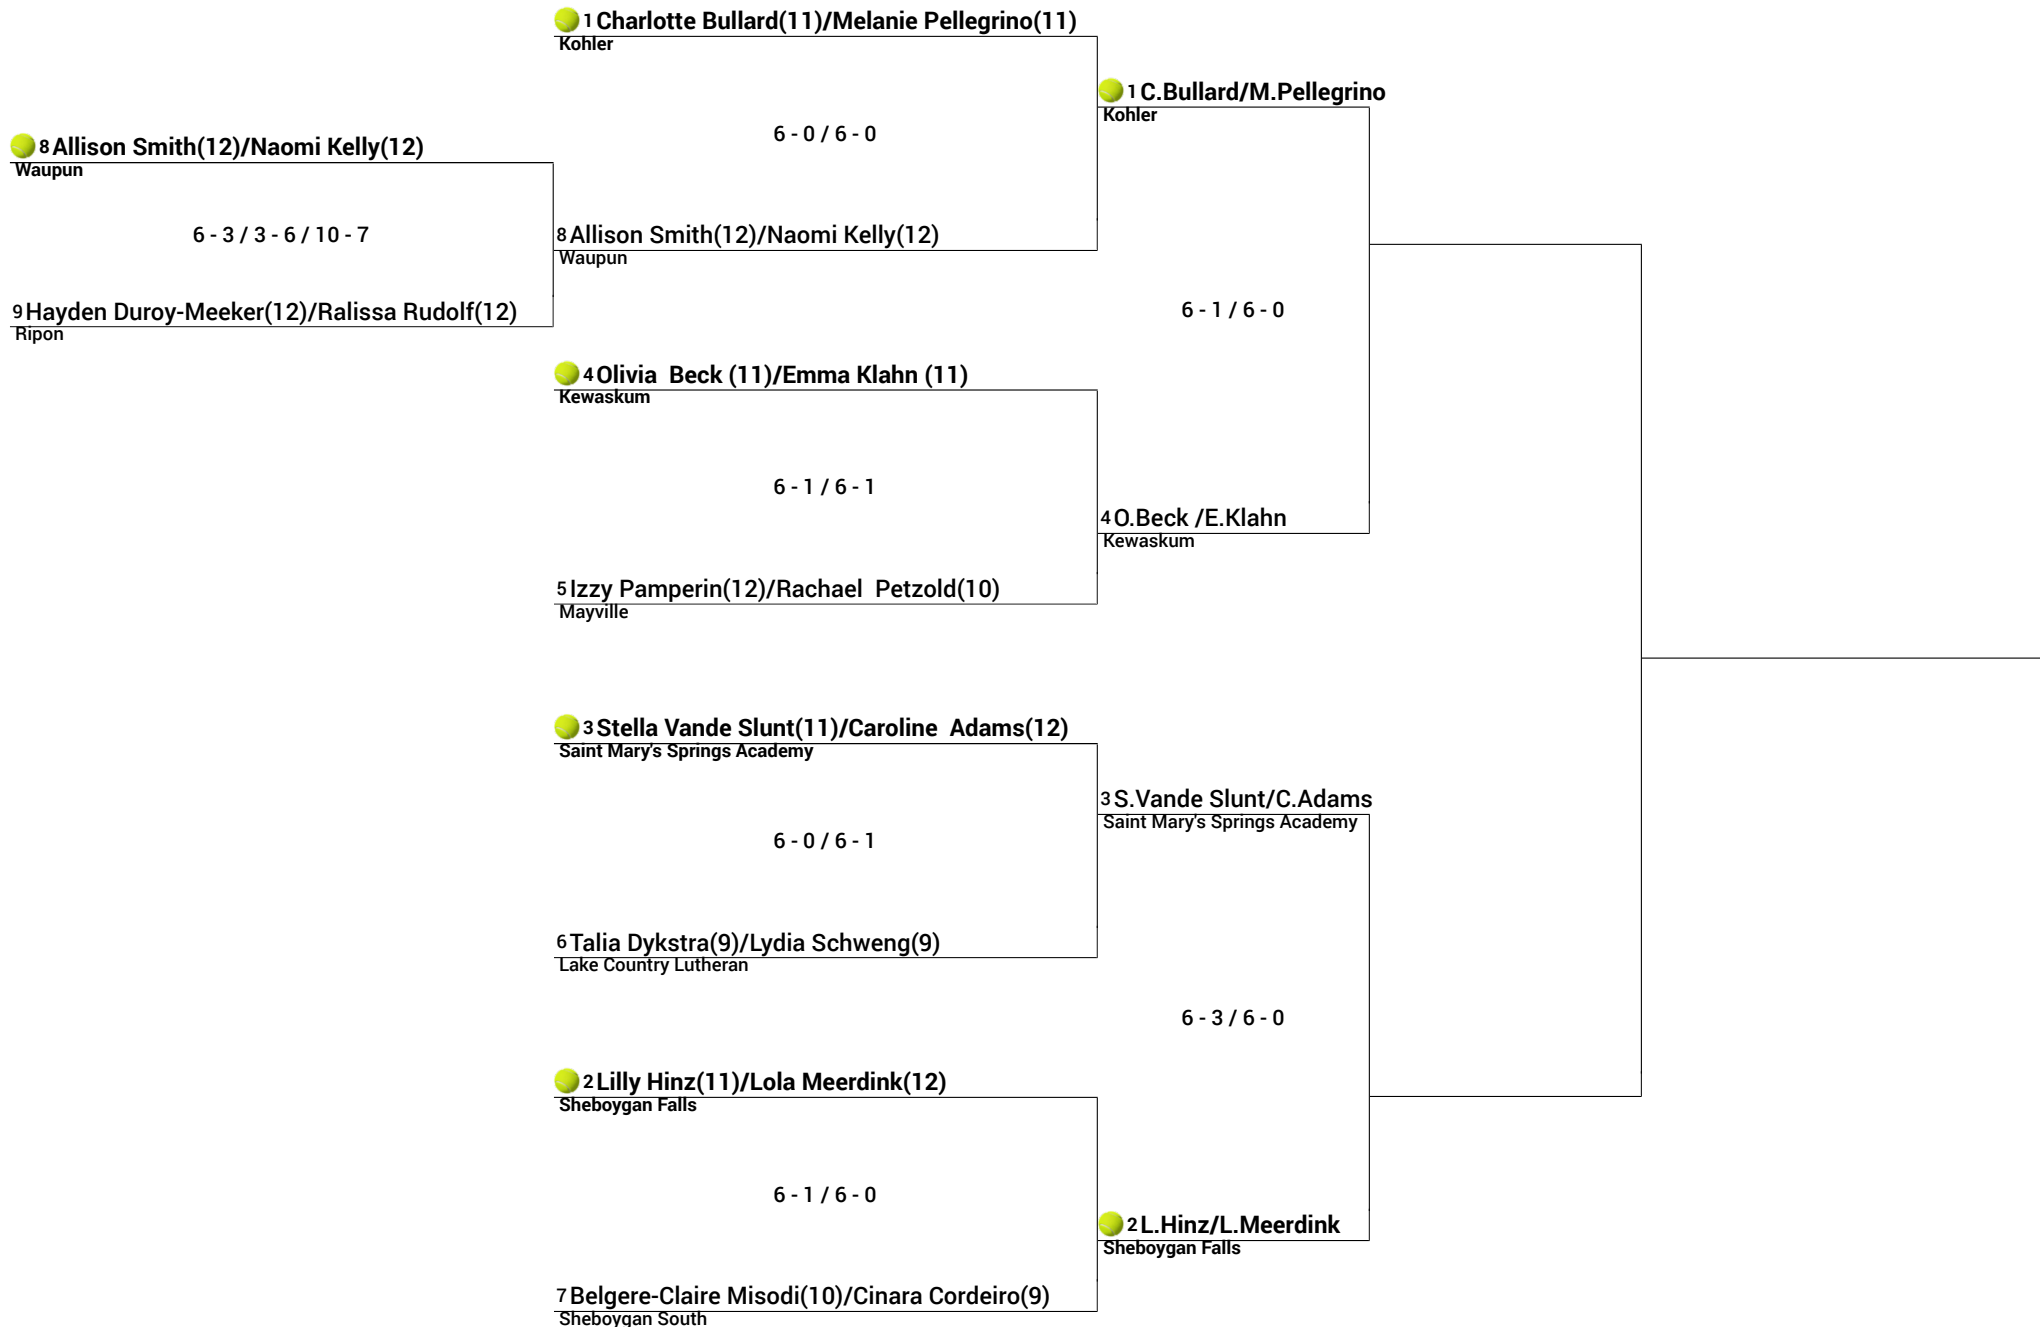 1 Charlotte Bullard(11)/Melanie Pellegrino(11)
Kohler
6 - 0 / 6 - 0
8 Allison Smith(12)/Naomi Kelly(12)
Waupun
6 - 3 / 3 - 6 / 10 - 7
9 Hayden Duroy-Meeker(12)/Ralissa Rudolf(12)
Ripon
8 Allison Smith(12)/Naomi Kelly(12)
Waupun
1 C.Bullard/M.Pellegrino
Kohler
6 - 1 / 6 - 0
4 Olivia  Beck (11)/Emma Klahn (11)
Kewaskum
6 - 1 / 6 - 1
5 Izzy Pamperin(12)/Rachael  Petzold(10)
Mayville
4 O.Beck /E.Klahn
Kewaskum
3 Stella Vande Slunt(11)/Caroline  Adams(12)
Saint Mary's Springs Academy
6 - 0 / 6 - 1
6 Talia Dykstra(9)/Lydia Schweng(9)
Lake Country Lutheran
3 S.Vande Slunt/C.Adams
Saint Mary's Springs Academy
6 - 3 / 6 - 0
2 Lilly Hinz(11)/Lola Meerdink(12)
Sheboygan Falls
6 - 1 / 6 - 0
7 Belgere-Claire Misodi(10)/Cinara Cordeiro(9)
Sheboygan South
2 L.Hinz/L.Meerdink
Sheboygan Falls